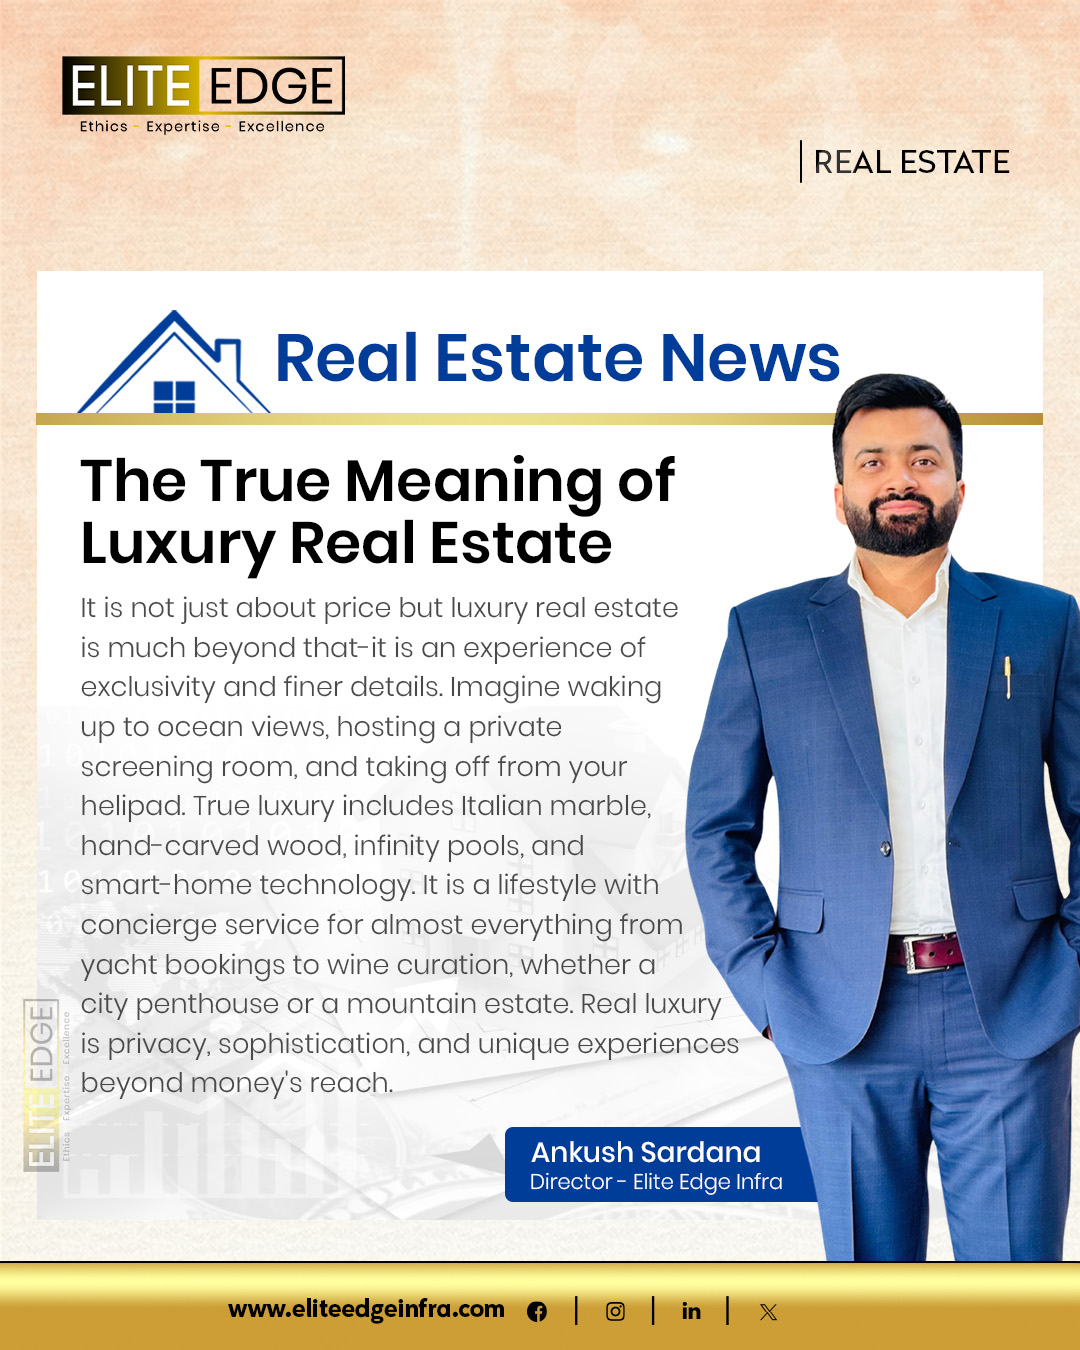 ELITE EDGE
Ethics - Expertise - Excellence
REAL ESTATE
Real Estate News
The True Meaning of
Luxury Real Estate
It is not just about price but luxury real estate
is much beyond that-it is an experience of
exclusivity and finer details. Imagine waking
up to ocean views, hosting a private
screening room, and taking off from your
helipad. True luxury includes Italian marble,
hand-carved wood, infinity pools, and
smart-home technology. It is a lifestyle with
concierge service for almost everything from
yacht bookings to wine curation, whether a
city penthouse or a mountain estate. Real luxury
is privacy, sophistication, and unique experiences
beyond money's reach.
ELITE EDGE
Ethics - Expertise - Excellence
Ankush Sardana
Director - Elite Edge Infra
www.eliteedgeinfra.com